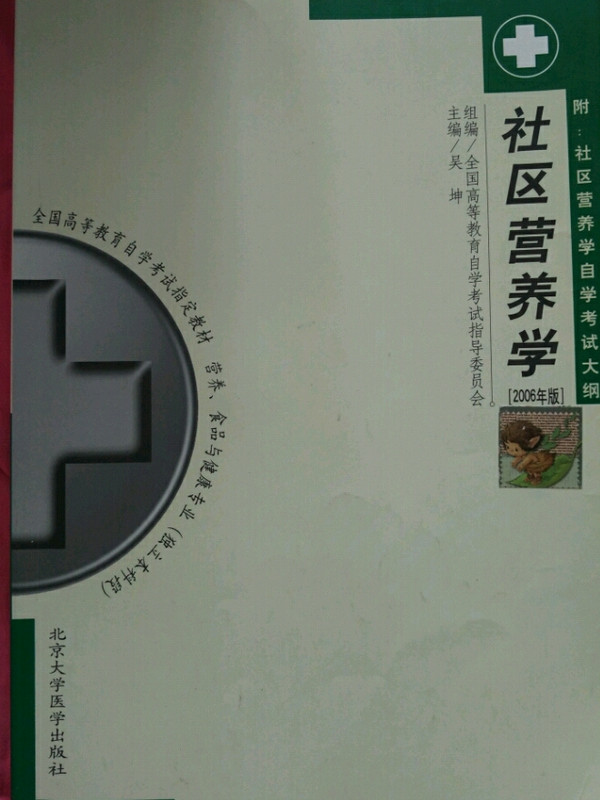 附:社区营养学自学考试大纲
社区营养学
[2006年版]
组编/全国高等教育自学考试指导委员会
主编/吴 坤
全国高等教育自学考试指定教材 营养、食品与健康专业(独立本科段)
北京大学医学出版社